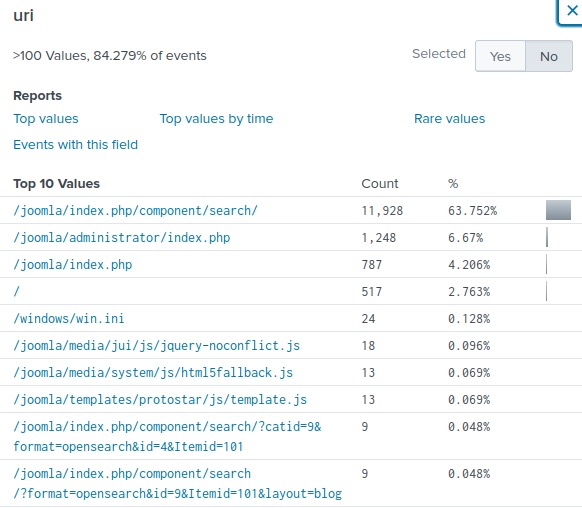 uri
>100 Values, 84.279% of events
Selected Yes No
Reports
Top values Top values by time Rare values
Events with this field
Top 10 Values Count %
/joomla/index.php/component/search/ 11,928 63.752%
/joomla/administrator/index.php 1,248 6.67%
/joomla/index.php 787 4.206%
/ 517 2.763%
/windows/win.ini 24 0.128%
/joomla/media/jui/js/jquery-noconflict.js 18 0.096%
/joomla/media/system/js/html5fallback.js 13 0.069%
/joomla/templates/protostar/js/template.js 13 0.069%
/joomla/index.php/component/search/?catid=9& 9 0.048%
format=opensearch&id=4&Itemid=101
/joomla/index.php/component/search 9 0.048%
/?format=opensearch&id=9&Itemid=101&layout=blog